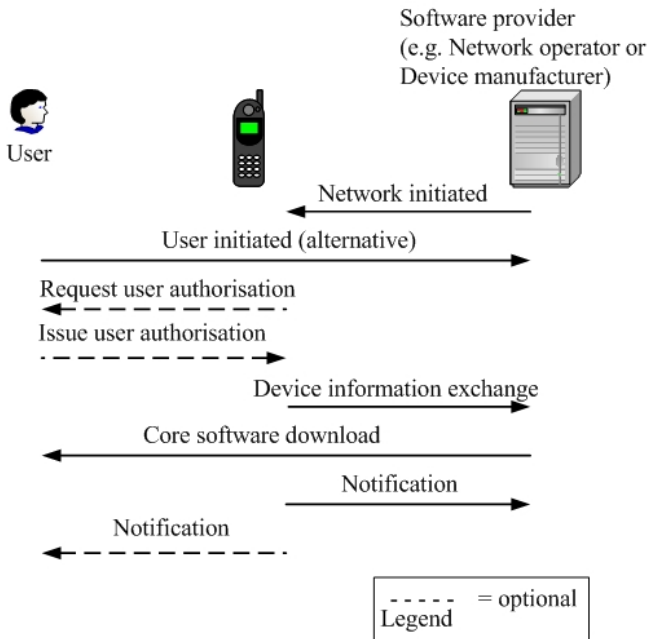 Software provider
(e.g. Network operator or
Device manufacturer)
User
Network initiated
User initiated (alternative)
Request user authorisation
Issue user authorisation
Device information exchange
Core software download
Notification
Notification
= optional
Legend